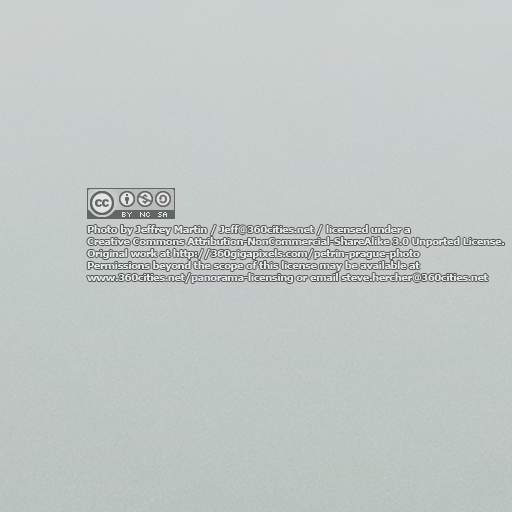 cc
BY NC SA
Photo by Jeffrey Martin / Jeff@360cities.net / licensed under a
Creative Commons Attribution-NonCommercial-ShareAlike 3.0 Unported License.
Original work at http://360gigapixels.com/petrin-prague-photo
Permissions beyond the scope of this license may be available at
www.360cities.net/panorama-licensing or email steve.hercher@360cities.net